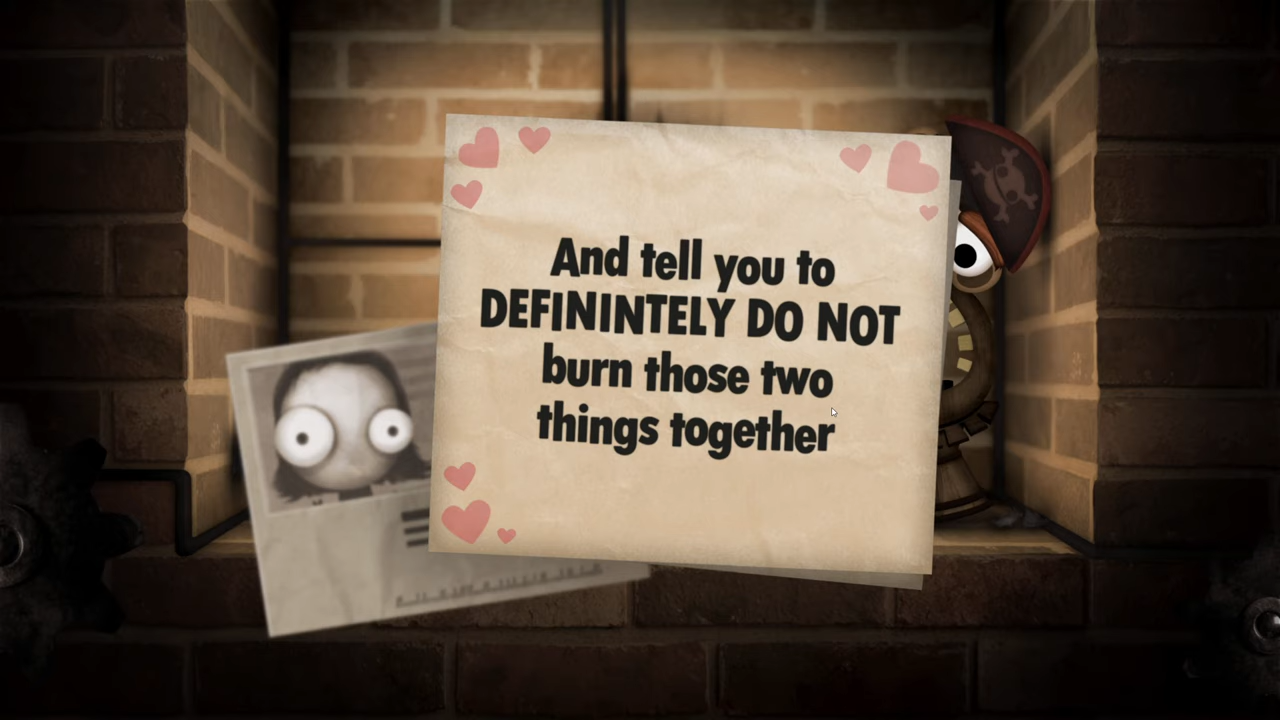 And tell you to
DEFININTELY DO NOT
burn those two
things together